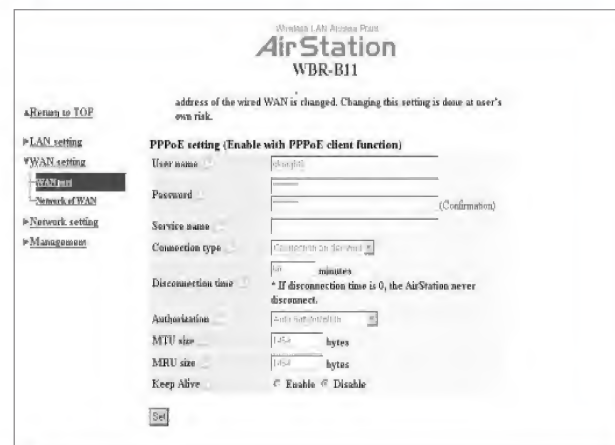 Wireless LAN Access Point
AirStation
WBR-B11
address of the wired WAN is changed. Changing this setting is done at user's
own risk.
Return to TOP
LAN setting
WAN setting
WAN port
Network of WAN
Network setting
Management
PPPoE setting (Enable with PPPoE client function)
User name
Password
(Confirmation)
Service name
Connection type
Connection on demand
Disconnection time
minutes
* If disconnection time is 0, the AirStation never
disconnect.
Authorization
MTU size
1454 bytes
MRU size
1454 bytes
Keep Alive
Enable Disable
Set